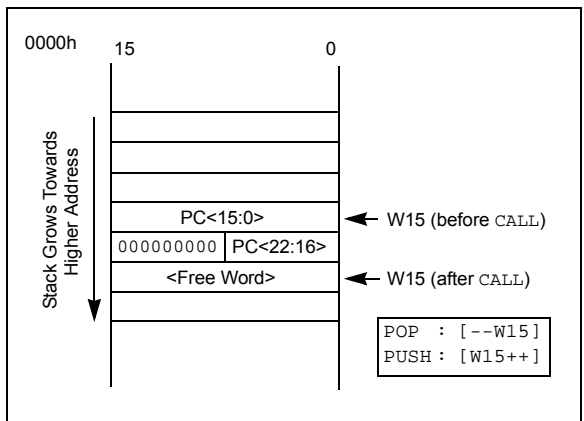 0000h
15 0
Stack Grows Towards
Higher Address
PC<15:0>
W15 (before CALL)
000000000 PC<22:16>
<Free Word>
W15 (after CALL)
POP : [--W15]
PUSH : [W15++]